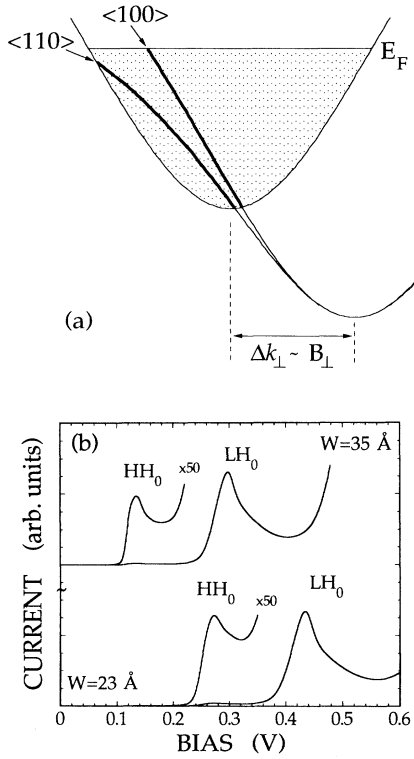 <100>
<110>
E_F
(a)
Δk⊥ ~ B⊥
(b)
HH₀
x50
LH₀
W=35 Å
HH₀
x50
LH₀
W=23 Å
CURRENT (arb. units)
~
0 0.1 0.2 0.3 0.4 0.5 0.6
BIAS (V)